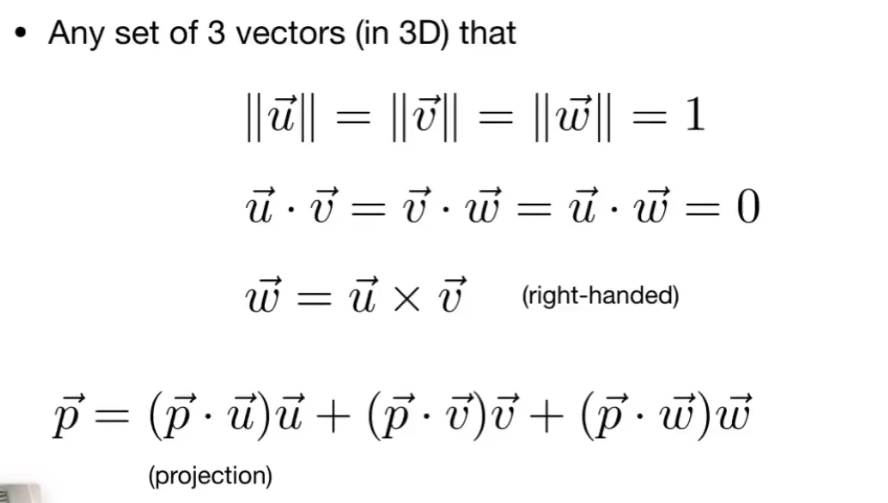 • Any set of 3 vectors (in 3D) that
‖u⃗‖ = ‖v⃗‖ = ‖w⃗‖ = 1
u⃗ · v⃗ = v⃗ · w⃗ = u⃗ · w⃗ = 0
w⃗ = u⃗ × v⃗ (right-handed)
p⃗ = (p⃗ · u⃗)u⃗ + (p⃗ · v⃗)v⃗ + (p⃗ · w⃗)w⃗
(projection)